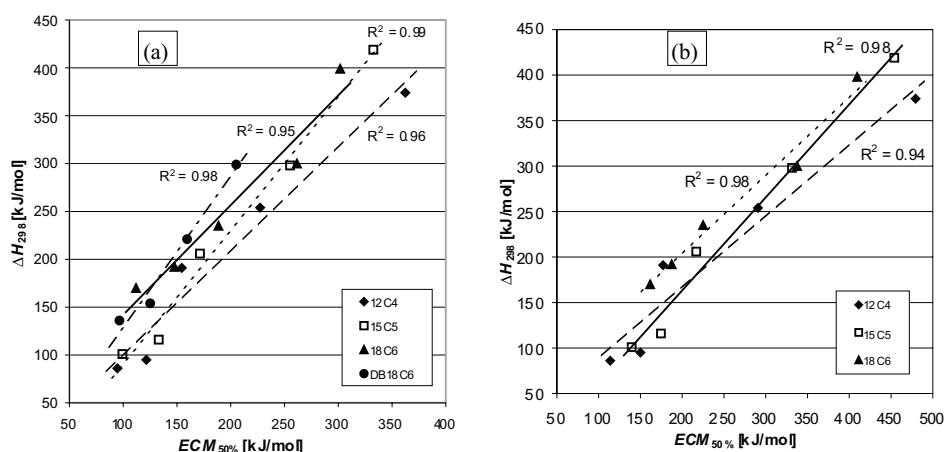 (a)
R² = 0.99
R² = 0.95
R² = 0.96
R² = 0.98
450
400
350
300
250
200
150
100
50
ΔH₂₉₈ [kJ/mol]
12C4
15C5
18C6
DB18C6
50 100 150 200 250 300 350 400
ECM₅₀% [kJ/mol]
(b)
R² = 0.98
R² = 0.94
R² = 0.98
450
400
350
300
250
200
150
100
50
ΔH₂₉₈ [kJ/mol]
12C4
15C5
18C6
50 100 150 200 250 300 350 400 450 500
ECM₅₀% [kJ/mol]